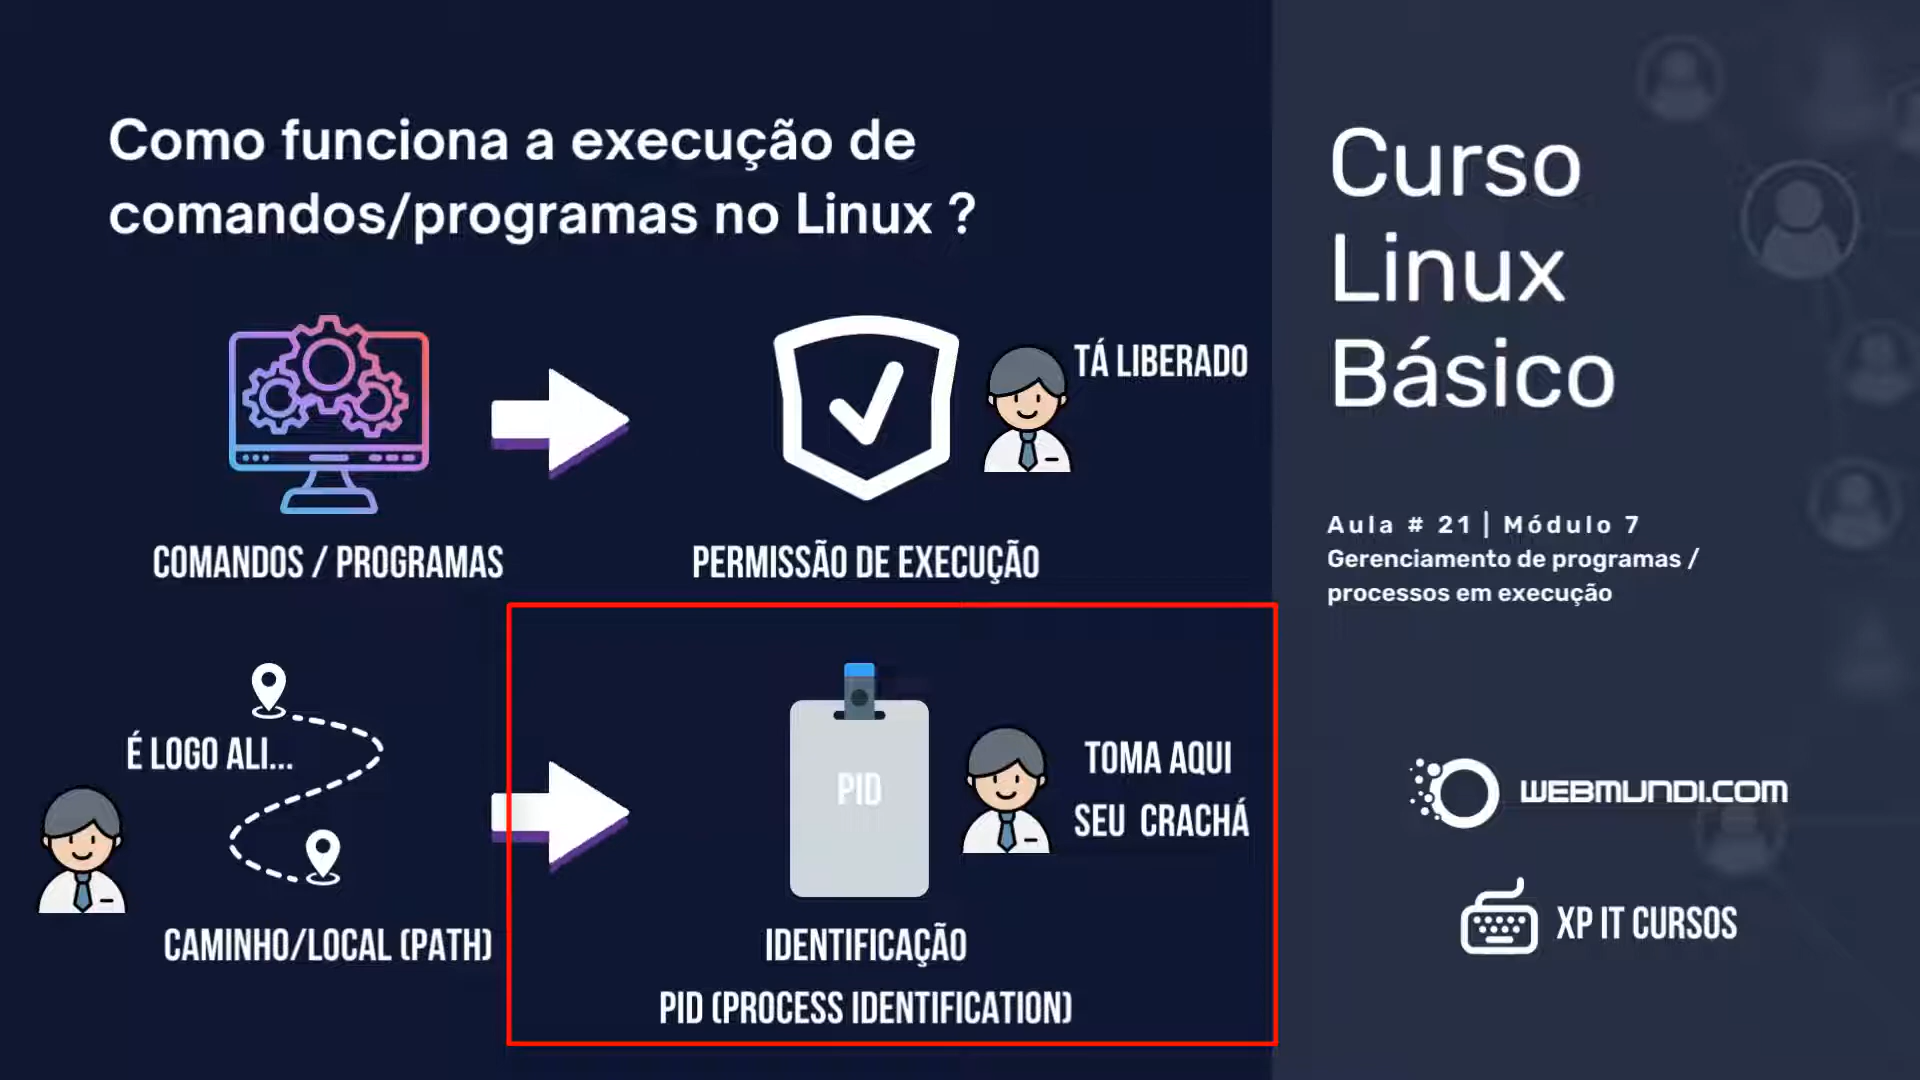 Como funciona a execução de
comandos/programas no Linux ?
TÁ LIBERADO
COMANDOS / PROGRAMAS
PERMISSÃO DE EXECUÇÃO
É LOGO ALI...
CAMINHO/LOCAL (PATH)
PID
TOMA AQUI
SEU CRACHÁ
IDENTIFICAÇÃO
PID (PROCESS IDENTIFICATION)
Curso
Linux
Básico
Aula # 21 | Módulo 7
Gerenciamento de programas /
processos em execução
WEBMUNDI.COM
XP IT CURSOS